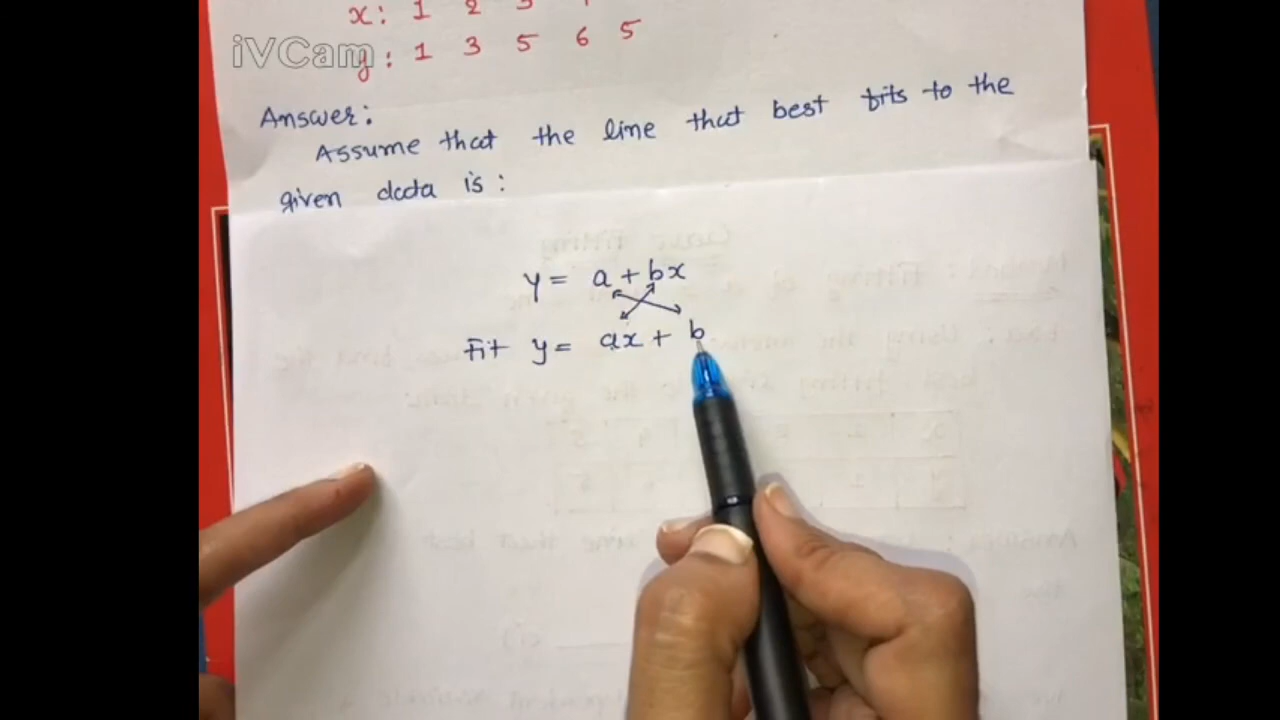 x: 1 2 3
iVCam
y: 1 3 5 6 5
Answer:
Assume that the line that best fits to the
given data is:
y = a + bx
Fit y = ax + b